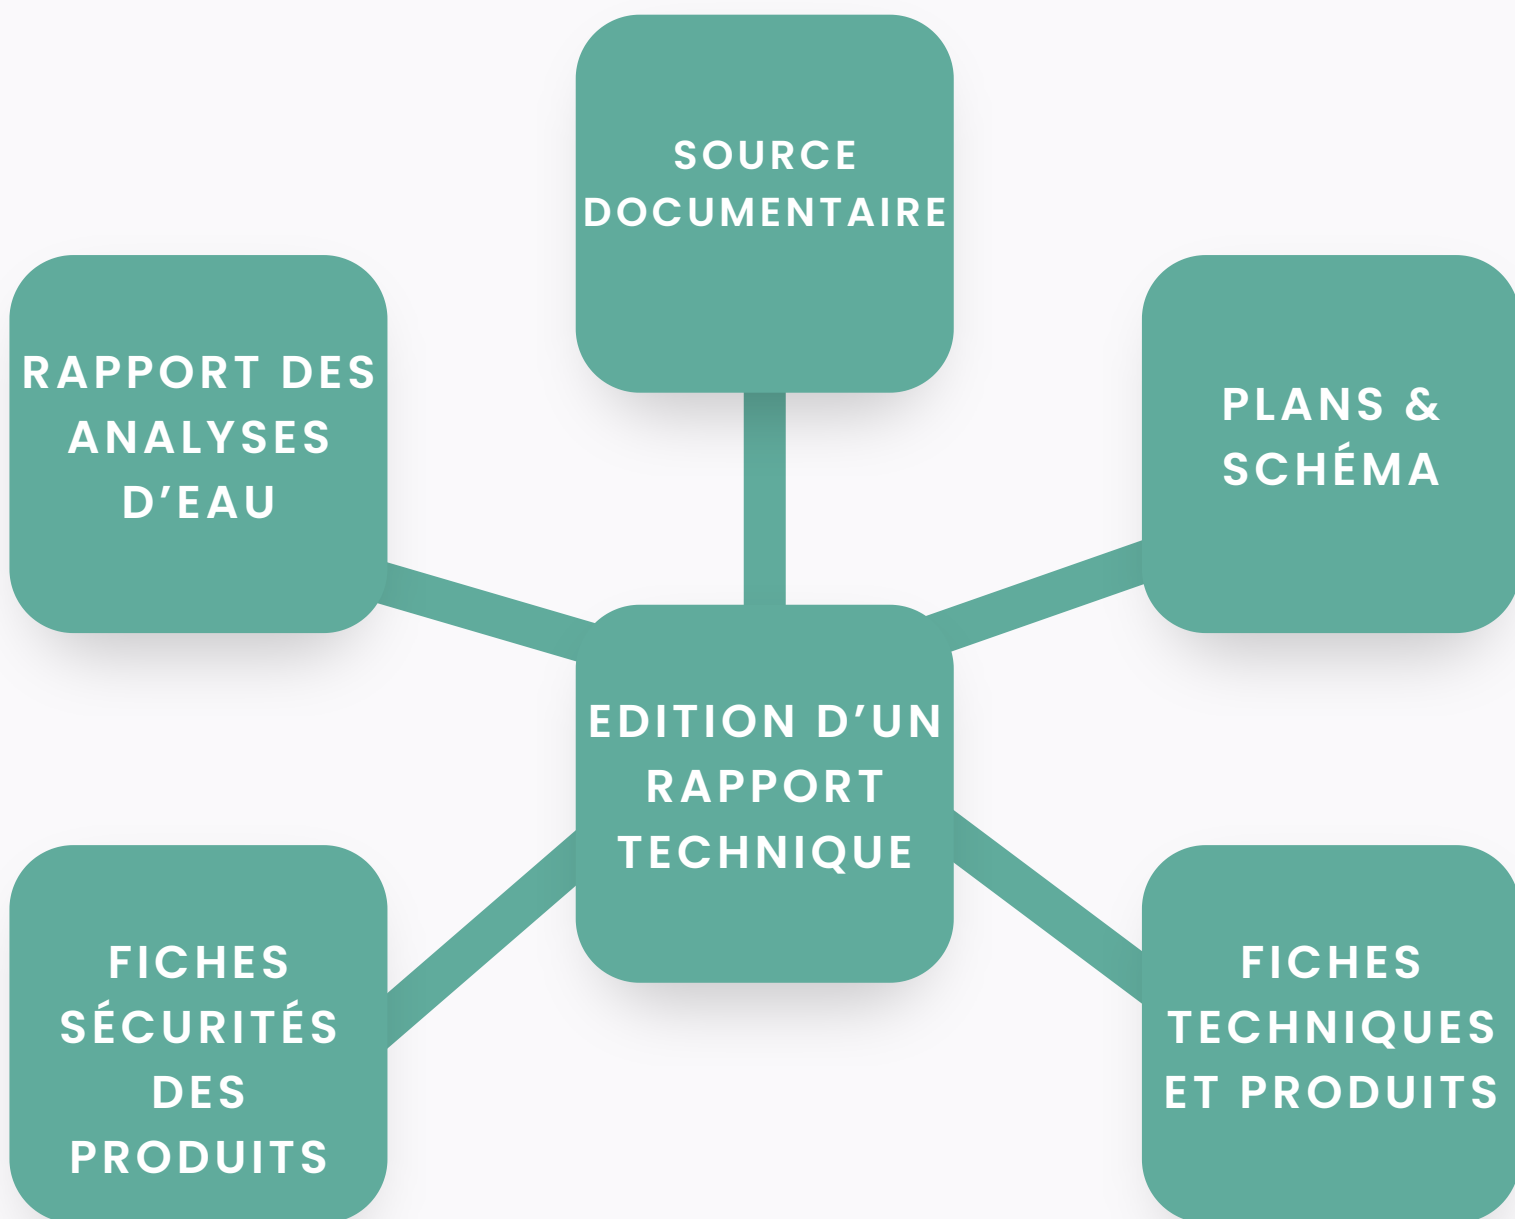 SOURCE
DOCUMENTAIRE
RAPPORT DES
ANALYSES
D’EAU
PLANS &
SCHÉMA
EDITION D’UN
RAPPORT
TECHNIQUE
FICHES
SÉCURITÉS
DES
PRODUITS
FICHES
TECHNIQUES
ET PRODUITS